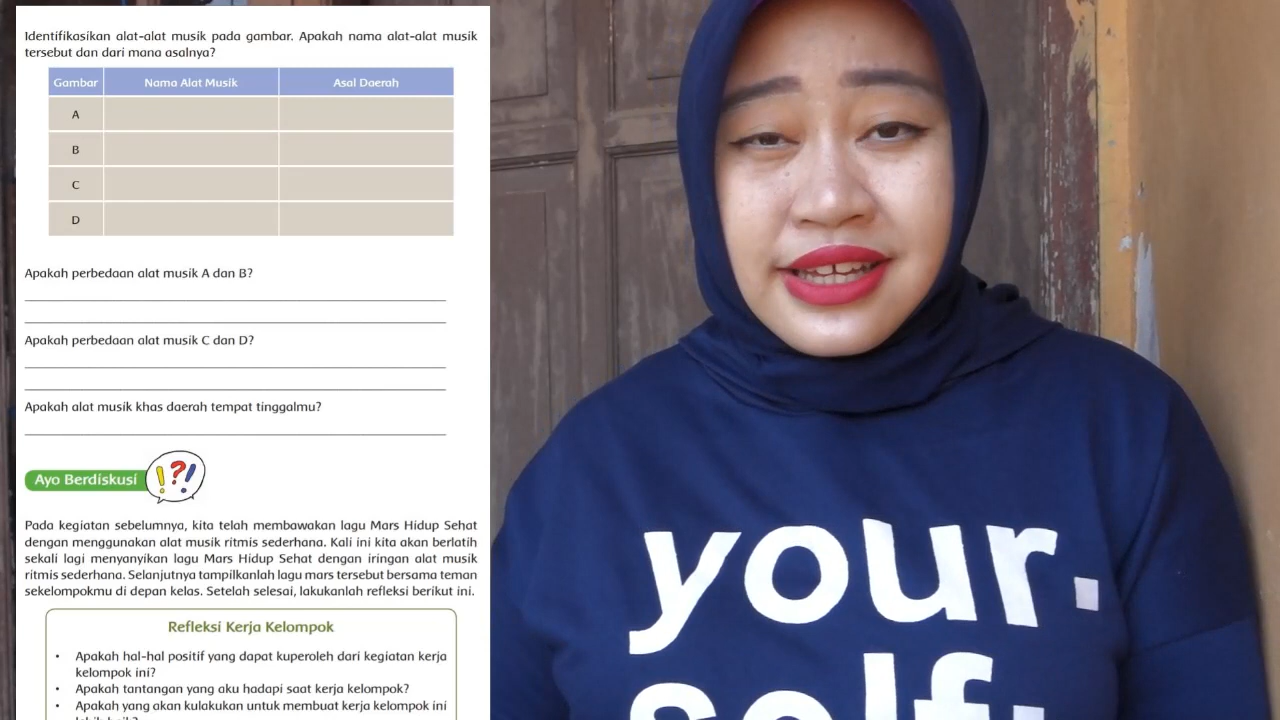 Identifikasikan alat-alat musik pada gambar. Apakah nama alat-alat musik
tersebut dan dari mana asalnya?
Gambar Nama Alat Musik Asal Daerah
A
B
C
D
Apakah perbedaan alat musik A dan B?
Apakah perbedaan alat musik C dan D?
Apakah alat musik khas daerah tempat tinggalmu?
Ayo Berdiskusi !?!
Pada kegiatan sebelumnya, kita telah membawakan lagu Mars Hidup Sehat
dengan menggunakan alat musik ritmis sederhana. Kali ini kita akan berlatih
sekali lagi menyanyikan lagu Mars Hidup Sehat dengan iringan alat musik
ritmis sederhana. Selanjutnya tampilkanlah lagu mars tersebut bersama teman
sekelompokmu di depan kelas. Setelah selesai, lakukanlah refleksi berikut ini.
Refleksi Kerja Kelompok
• Apakah hal-hal positif yang dapat kuperoleh dari kegiatan kerja
kelompok ini?
• Apakah tantangan yang aku hadapi saat kerja kelompok?
• Apakah yang akan kulakukan untuk membuat kerja kelompok ini
your.